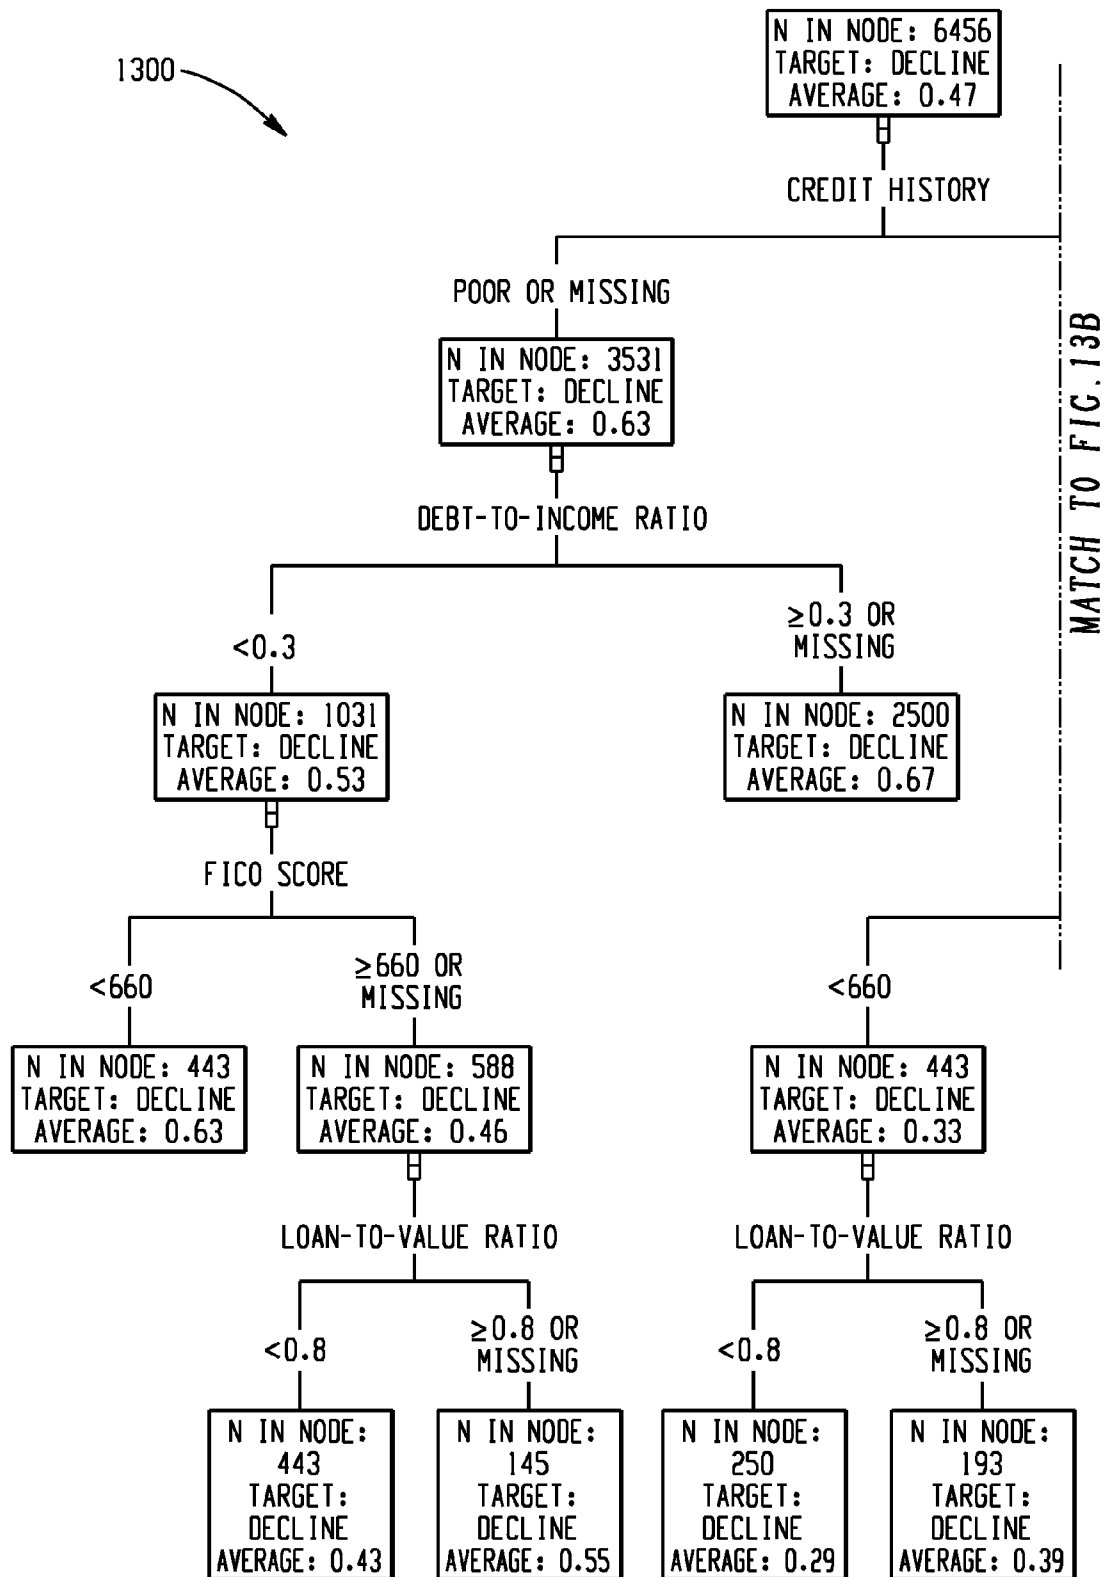 1300
N IN NODE: 6456
TARGET: DECLINE
AVERAGE: 0.47
CREDIT HISTORY
POOR OR MISSING
N IN NODE: 3531
TARGET: DECLINE
AVERAGE: 0.63
MATCH TO FIG.13B
DEBT-TO-INCOME RATIO
<0.3
≥0.3 OR
MISSING
N IN NODE: 1031
TARGET: DECLINE
AVERAGE: 0.53
N IN NODE: 2500
TARGET: DECLINE
AVERAGE: 0.67
FICO SCORE
<660
≥660 OR
MISSING
<660
N IN NODE: 443
TARGET: DECLINE
AVERAGE: 0.63
N IN NODE: 588
TARGET: DECLINE
AVERAGE: 0.46
N IN NODE: 443
TARGET: DECLINE
AVERAGE: 0.33
LOAN-TO-VALUE RATIO
LOAN-TO-VALUE RATIO
<0.8
≥0.8 OR
MISSING
<0.8
≥0.8 OR
MISSING
N IN NODE:
443
TARGET:
DECLINE
AVERAGE: 0.43
N IN NODE:
145
TARGET:
DECLINE
AVERAGE: 0.55
N IN NODE:
250
TARGET:
DECLINE
AVERAGE: 0.29
N IN NODE:
193
TARGET:
DECLINE
AVERAGE: 0.39